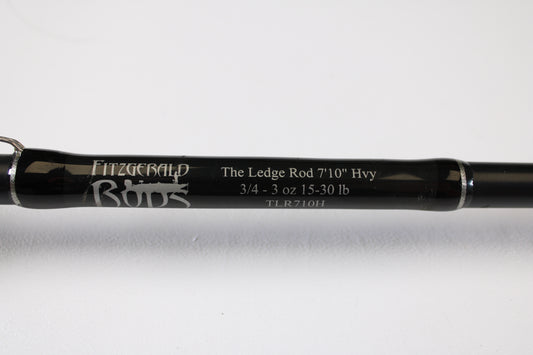 FITZGERALD
RODS
The Ledge Rod 7'10" Hvy
3/4 - 3 oz 15-30 lb
TLR710H